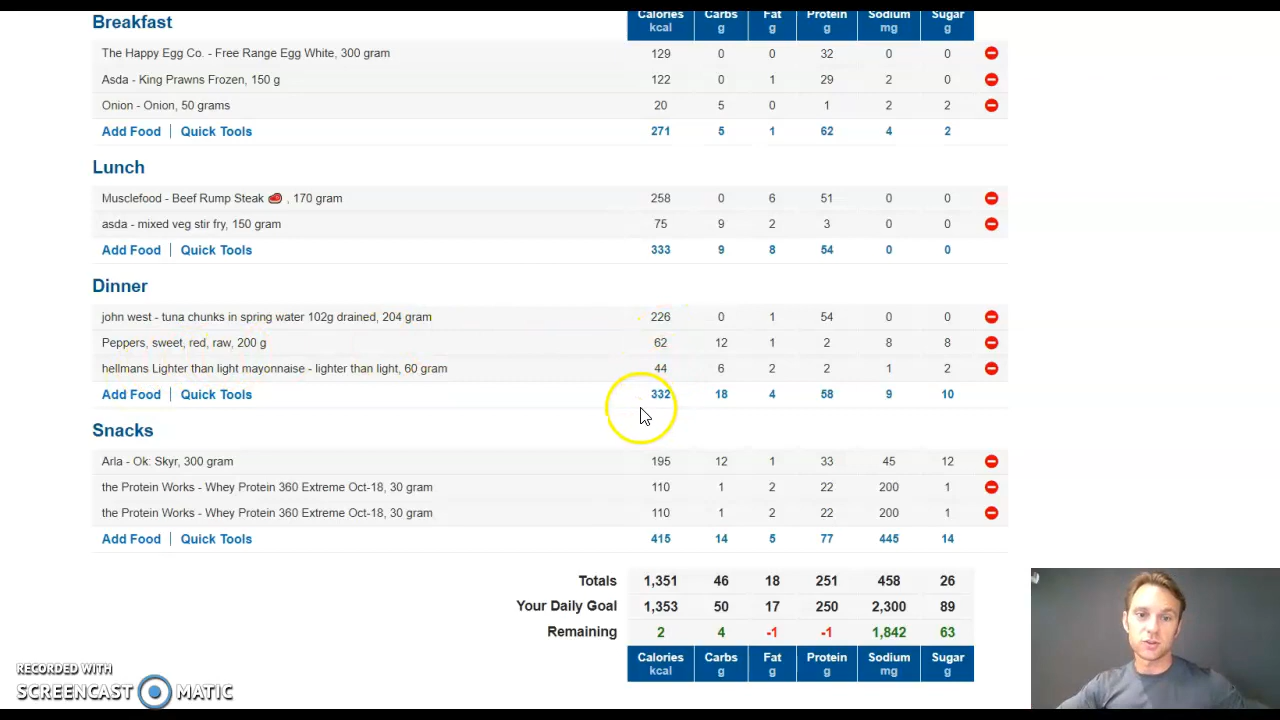 Breakfast Calories Carbs Fat Protein Sodium Sugar
kcal g g g mg g
The Happy Egg Co. - Free Range Egg White, 300 gram 129 0 0 32 0 0
Asda - King Prawns Frozen, 150 g 122 0 1 29 2 0
Onion - Onion, 50 grams 20 5 0 1 2 2
Add Food | Quick Tools 271 5 1 62 4 2
Lunch
Musclefood - Beef Rump Steak 🥩 , 170 gram 258 0 6 51 0 0
asda - mixed veg stir fry, 150 gram 75 9 2 3 0 0
Add Food | Quick Tools 333 9 8 54 0 0
Dinner
john west - tuna chunks in spring water 102g drained, 204 gram 226 0 1 54 0 0
Peppers, sweet, red, raw, 200 g 62 12 1 2 8 8
hellmans Lighter than light mayonnaise - lighter than light, 60 gram 44 6 2 2 1 2
Add Food | Quick Tools 332 18 4 58 9 10
Snacks
Arla - Ok: Skyr, 300 gram 195 12 1 33 45 12
the Protein Works - Whey Protein 360 Extreme Oct-18, 30 gram 110 1 2 22 200 1
the Protein Works - Whey Protein 360 Extreme Oct-18, 30 gram 110 1 2 22 200 1
Add Food | Quick Tools 415 14 5 77 445 14
Totals 1,351 46 18 251 458 26
Your Daily Goal 1,353 50 17 250 2,300 89
Remaining 2 4 -1 -1 1,842 63
Calories Carbs Fat Protein Sodium Sugar
kcal g g g mg g
RECORDED WITH
SCREENCAST MATIC